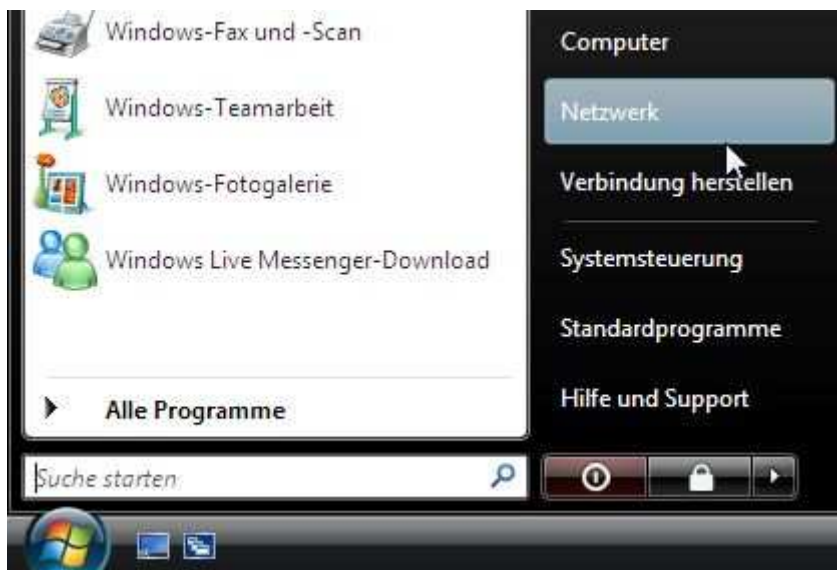 Windows-Fax und -Scan
Windows-Teamarbeit
Windows-Fotogalerie
Windows Live Messenger-Download
Alle Programme
Suche starten
Computer
Netzwerk
Verbindung herstellen
Systemsteuerung
Standardprogramme
Hilfe und Support